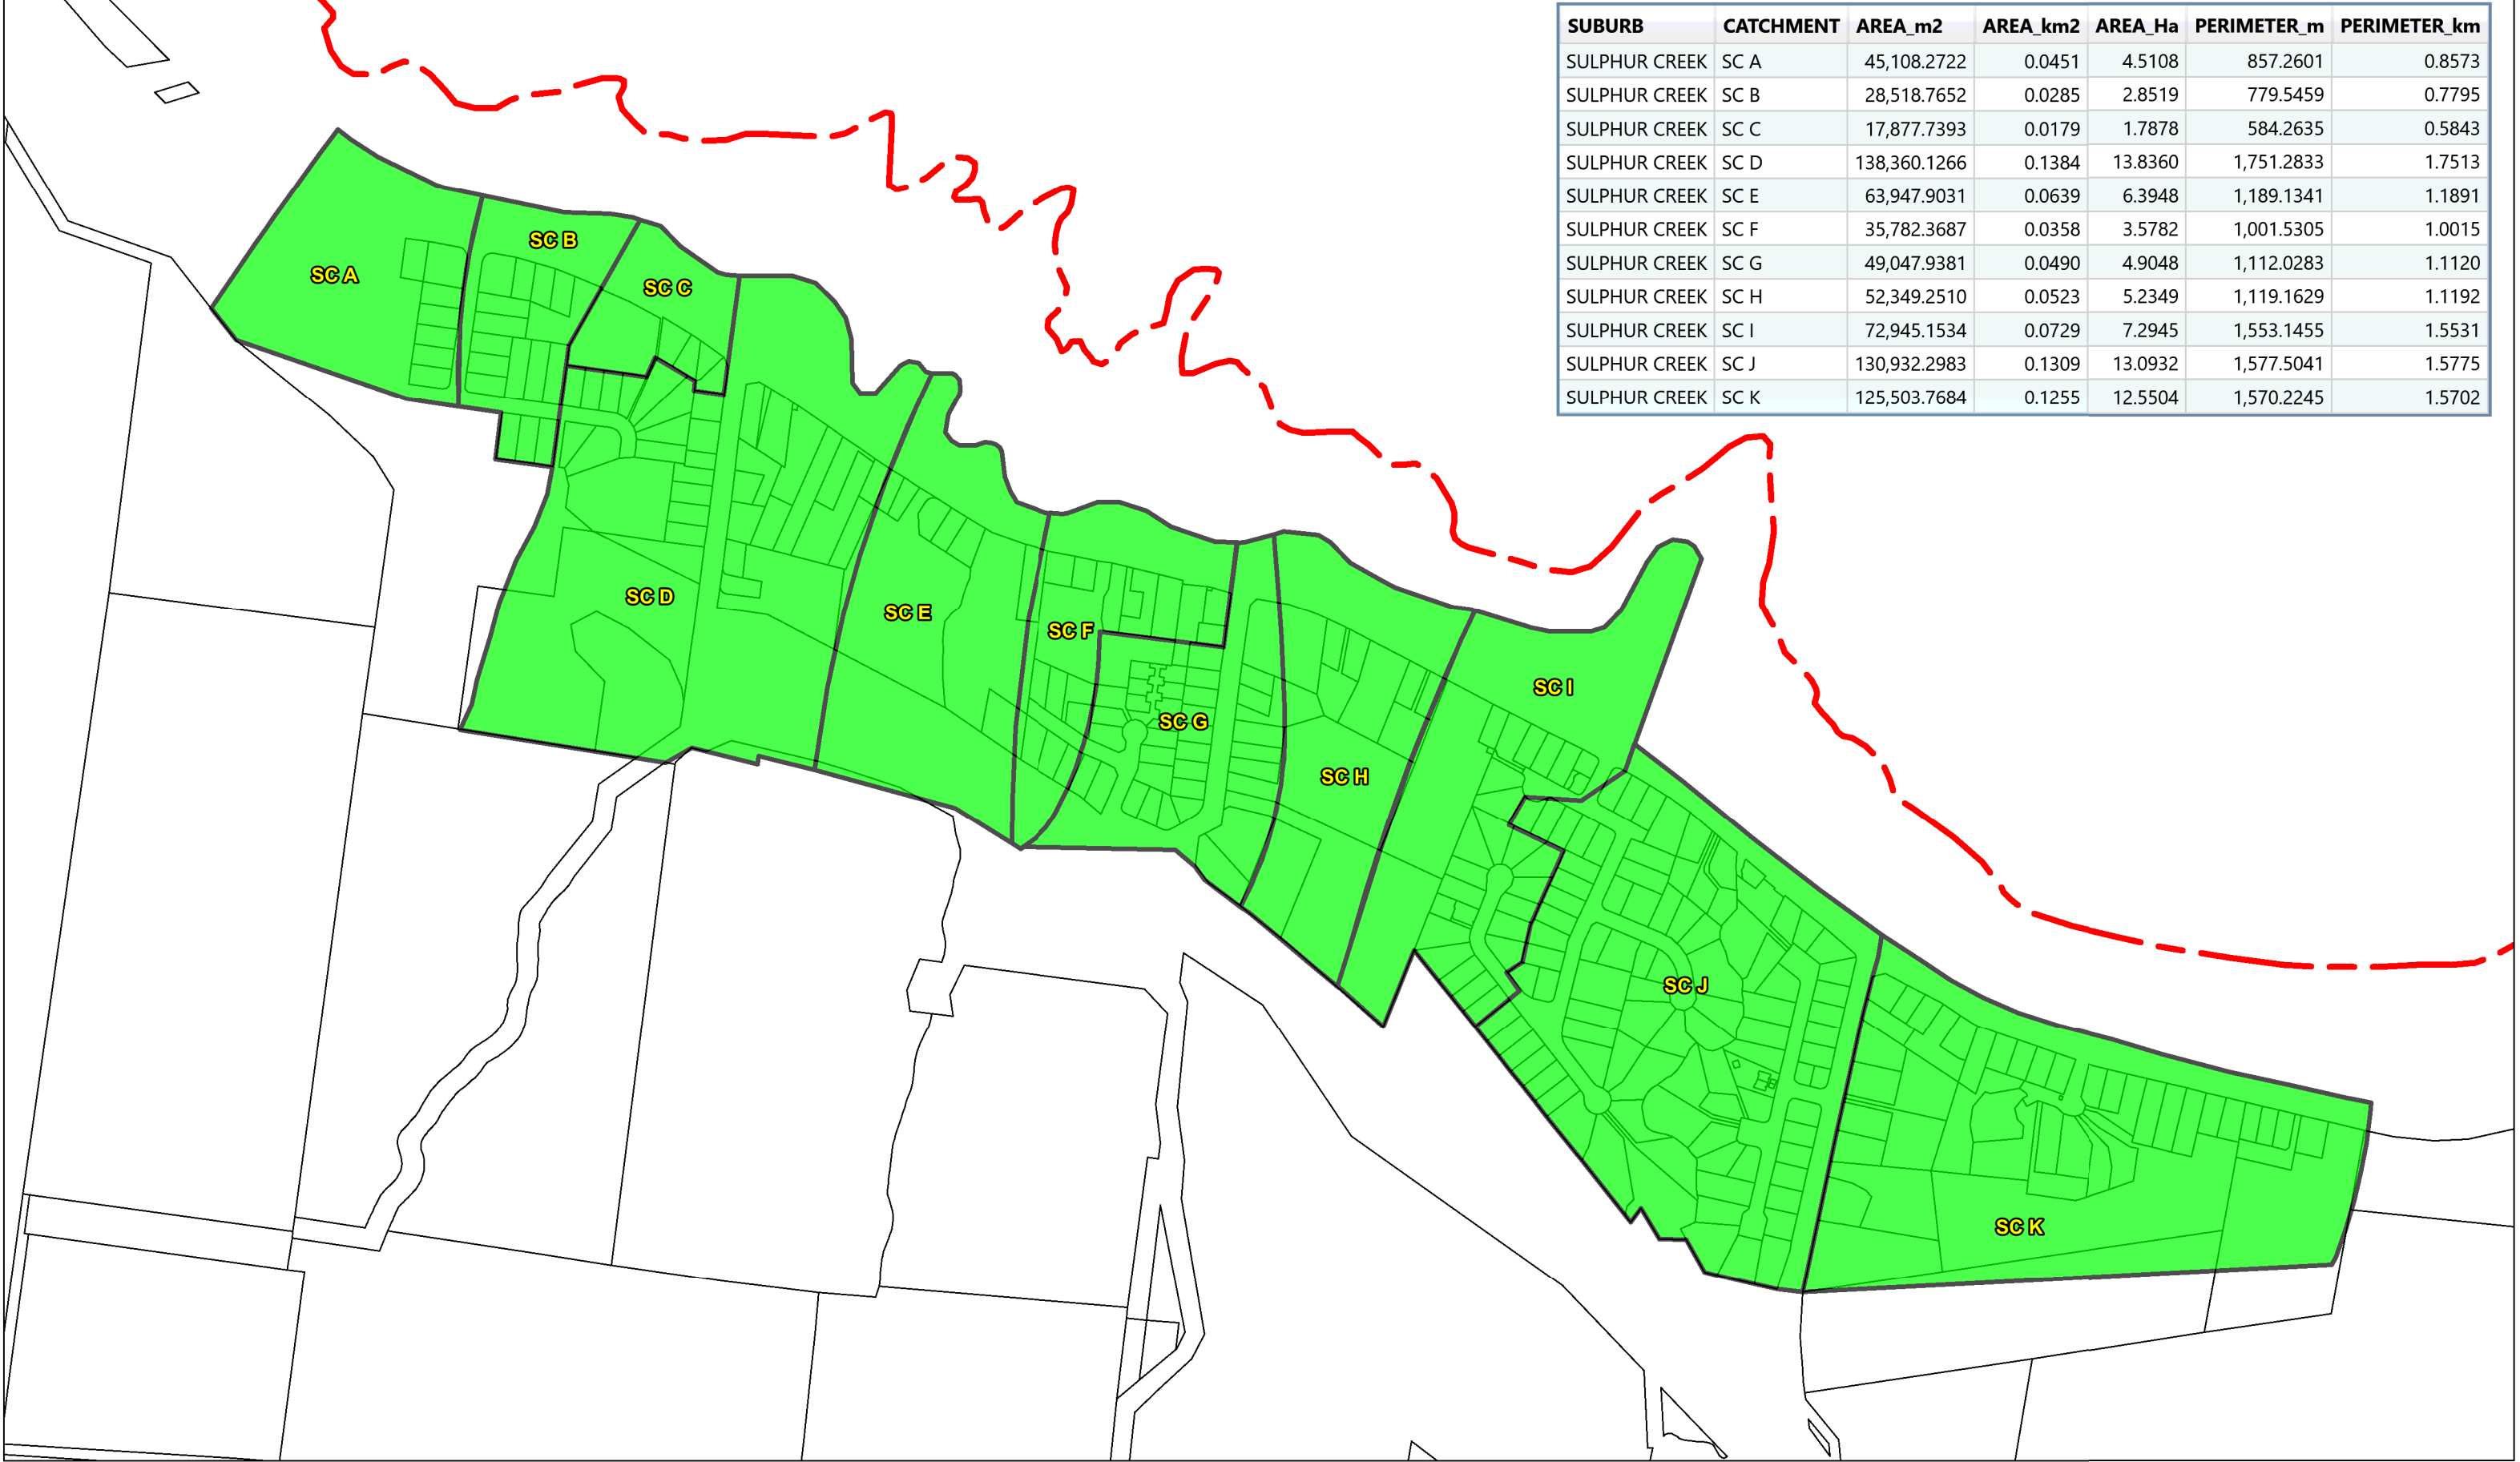 SUBURB CATCHMENT AREA_m2 AREA_km2 AREA_Ha PERIMETER_m PERIMETER_km
SULPHUR CREEK SC A 45,108.2722 0.0451 4.5108 857.2601 0.8573
SULPHUR CREEK SC B 28,518.7652 0.0285 2.8519 779.5459 0.7795
SULPHUR CREEK SC C 17,877.7393 0.0179 1.7878 584.2635 0.5843
SULPHUR CREEK SC D 138,360.1266 0.1384 13.8360 1,751.2833 1.7513
SULPHUR CREEK SC E 63,947.9031 0.0639 6.3948 1,189.1341 1.1891
SULPHUR CREEK SC F 35,782.3687 0.0358 3.5782 1,001.5305 1.0015
SULPHUR CREEK SC G 49,047.9381 0.0490 4.9048 1,112.0283 1.1120
SULPHUR CREEK SC H 52,349.2510 0.0523 5.2349 1,119.1629 1.1192
SULPHUR CREEK SC I 72,945.1534 0.0729 7.2945 1,553.1455 1.5531
SULPHUR CREEK SC J 130,932.2983 0.1309 13.0932 1,577.5041 1.5775
SULPHUR CREEK SC K 125,503.7684 0.1255 12.5504 1,570.2245 1.5702
SC A
SC B
SC C
SC D
SC E
SC F
SC G
SC H
SC I
SC J
SC K